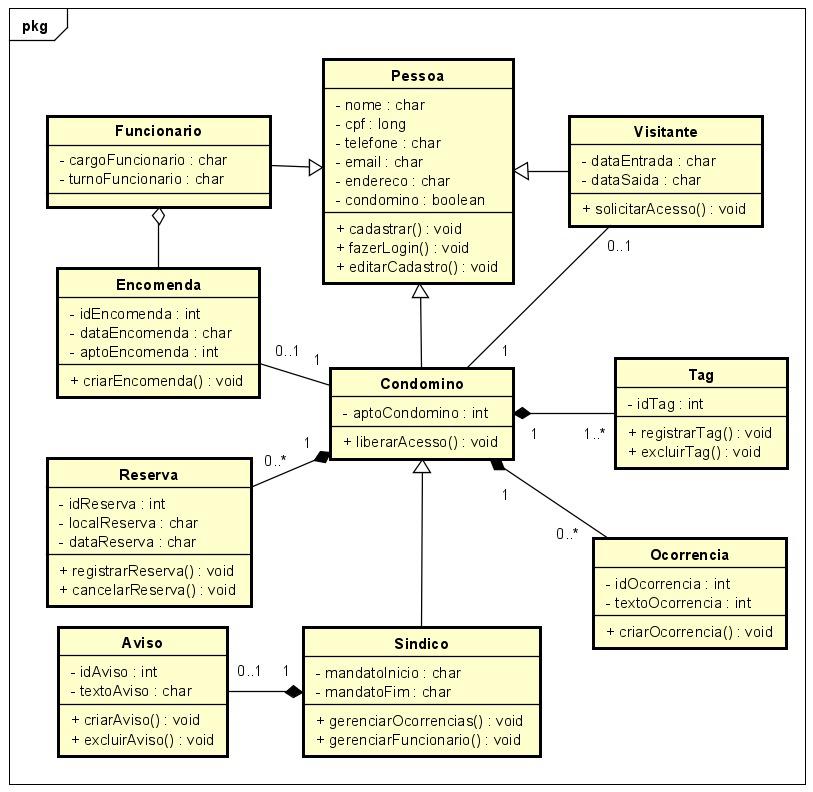 pkg
Pessoa
- nome : char
- cpf : long
- telefone : char
- email : char
- endereco : char
- condomino : boolean
+ cadastrar() : void
+ fazerLogin() : void
+ editarCadastro() : void
Funcionario
- cargoFuncionario : char
- turnoFuncionario : char
Visitante
- dataEntrada : char
- dataSaida : char
+ solicitarAcesso() : void
0..1
1
Encomenda
- idEncomenda : int
- dataEncomenda : char
- aptoEncomenda : int
+ criarEncomenda() : void
0..1
1
Condomino
- aptoCondomino : int
+ liberarAcesso() : void
Tag
- idTag : int
+ registrarTag() : void
+ excluirTag() : void
1
1..*
Reserva
- idReserva : int
- localReserva : char
- dataReserva : char
+ registrarReserva() : void
+ cancelarReserva() : void
0..*
1
1
0..*
Ocorrencia
- idOcorrencia : int
- textoOcorrencia : int
+ criarOcorrencia() : void
Aviso
- idAviso : int
- textoAviso : char
+ criarAviso() : void
+ excluirAviso() : void
0..1
1
Sindico
- mandatoInicio : char
- mandatoFim : char
+ gerenciarOcorrencias() : void
+ gerenciarFuncionario() : void